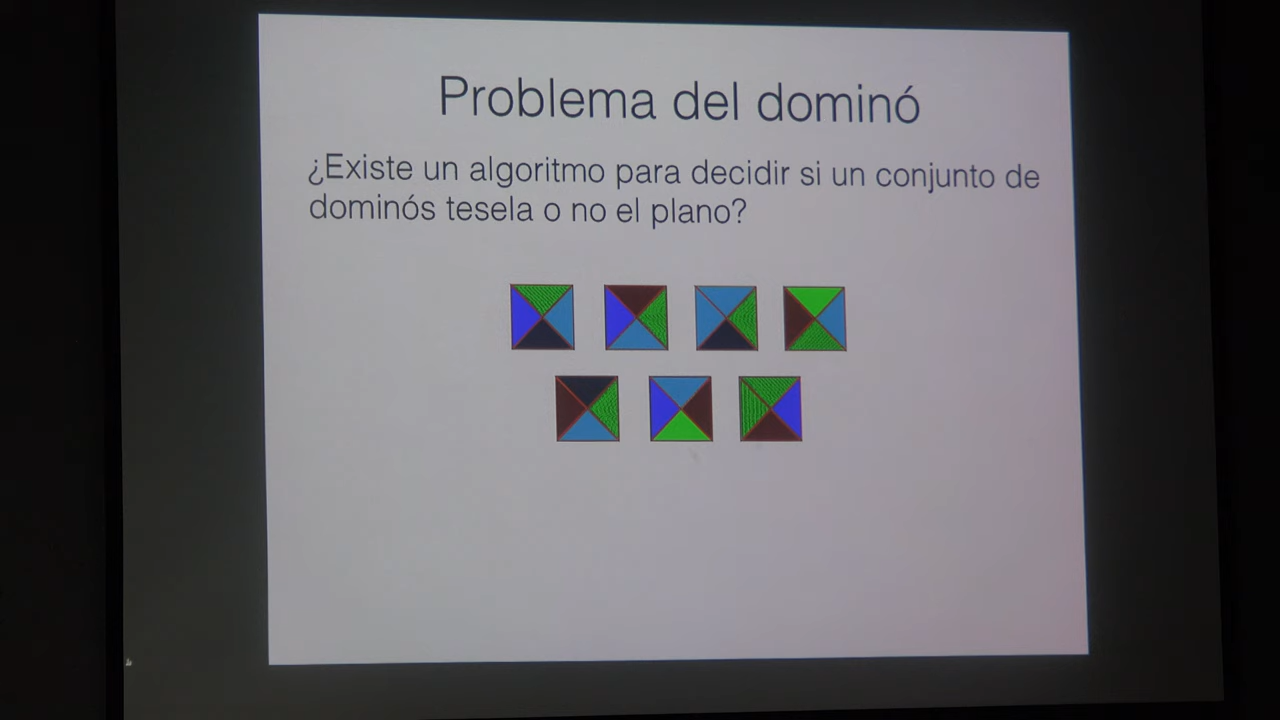 Problema del dominó
¿Existe un algoritmo para decidir si un conjunto de
dominós tesela o no el plano?